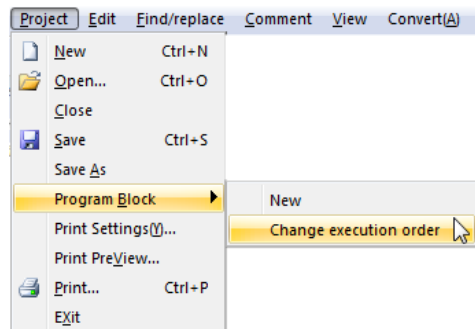 Project Edit Find/replace Comment View Convert(A)
New Ctrl+N
Open... Ctrl+O
Close
Save Ctrl+S
Save As
Program Block
New
Print Settings(Y)...
Change execution order
Print PreView...
Print... Ctrl+P
EXit